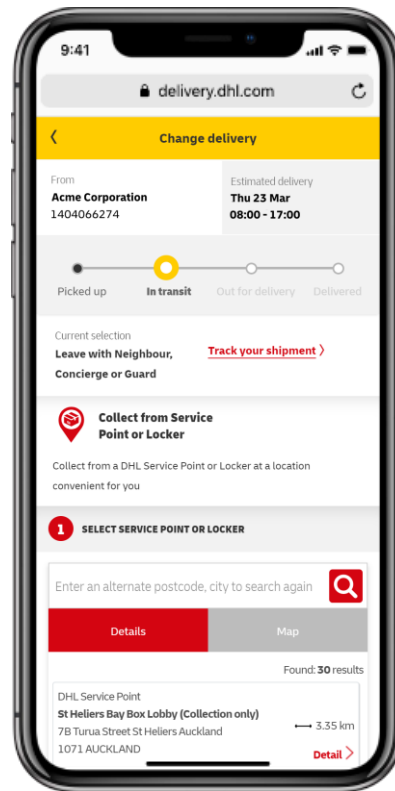 9:41
delivery.dhl.com
Change delivery
From
Acme Corporation
1404066274
Estimated delivery
Thu 23 Mar
08:00 - 17:00
Picked up
In transit
Out for delivery
Delivered
Current selection
Leave with Neighbour,
Concierge or Guard
Track your shipment
Collect from Service
Point or Locker
Collect from a DHL Service Point or Locker at a location
convenient for you
1 SELECT SERVICE POINT OR LOCKER
Enter an alternate postcode, city to search again
Details
Map
Found: 30 results
DHL Service Point
St Heliers Bay Box Lobby (Collection only)
7B Turua Street St Heliers Auckland
1071 AUCKLAND
3.35 km
Detail